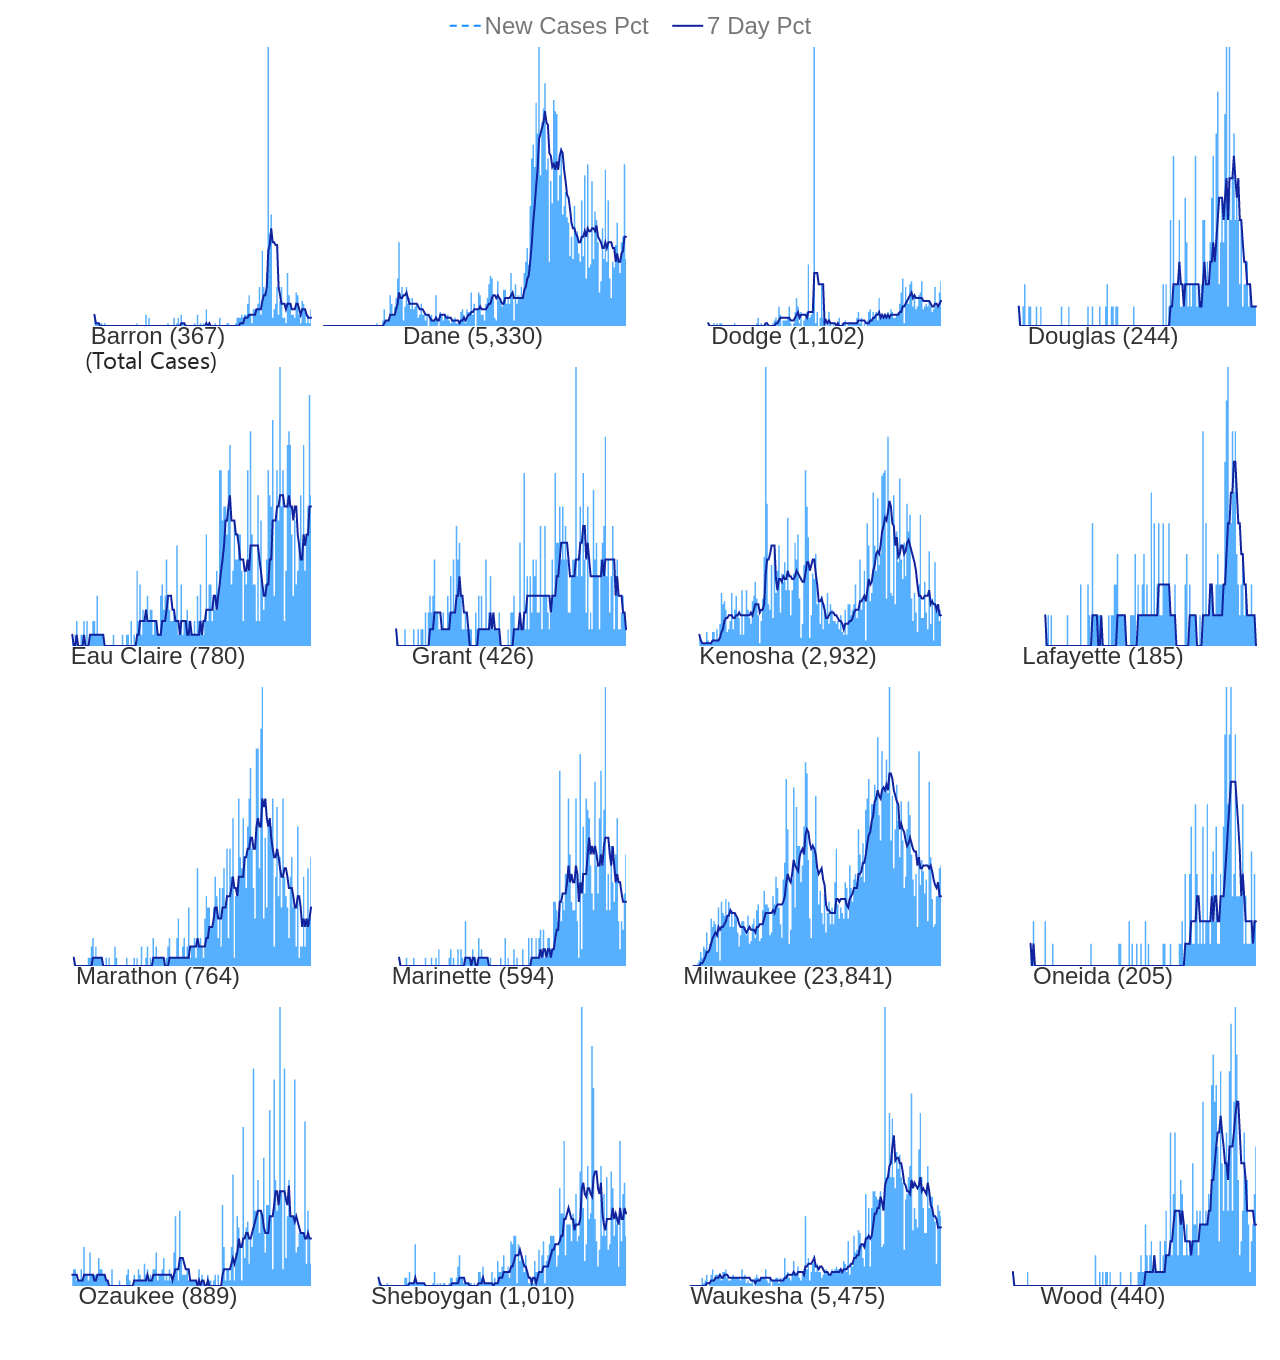 New Cases Pct 7 Day Pct
Barron (367) Dane (5,330) Dodge (1,102) Douglas (244)
(Total Cases)
Eau Claire (780) Grant (426) Kenosha (2,932) Lafayette (185)
Marathon (764) Marinette (594) Milwaukee (23,841) Oneida (205)
Ozaukee (889) Sheboygan (1,010) Waukesha (5,475) Wood (440)